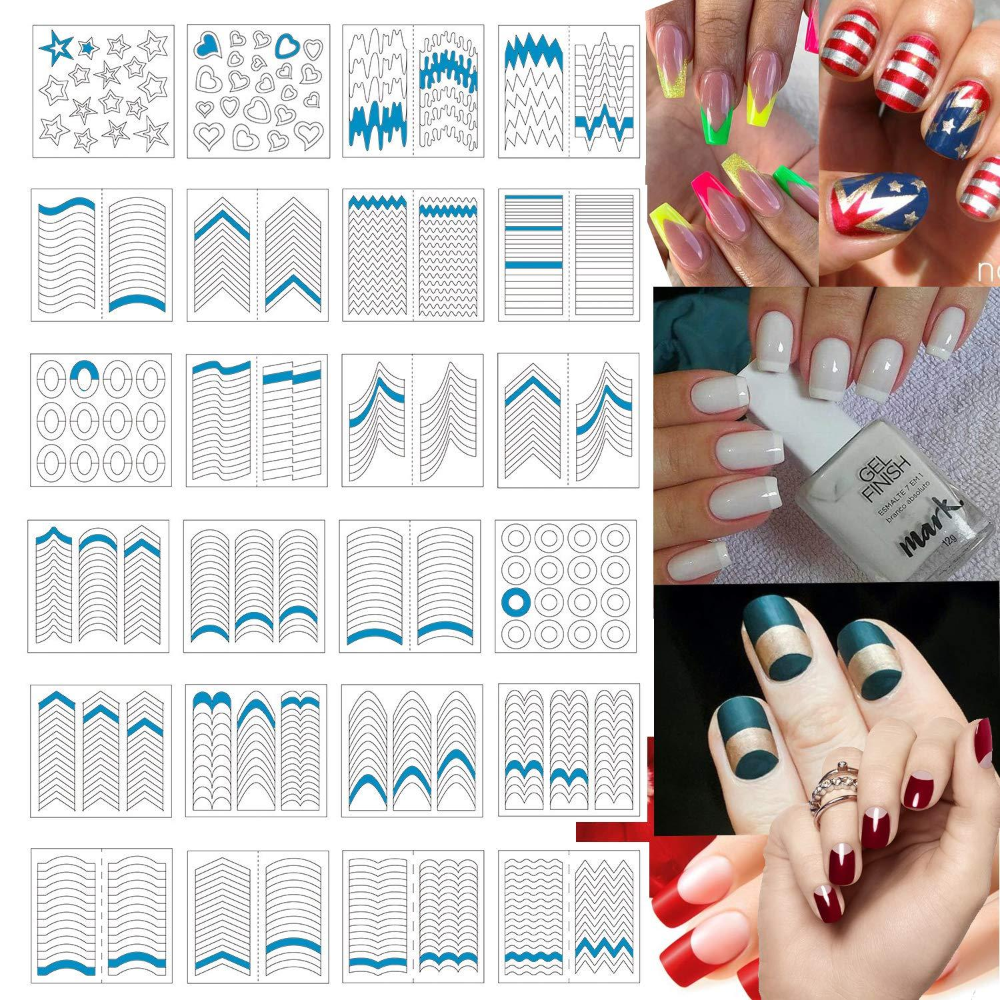 GEL
FINISH
ESMALTE 7 EM 1
branco absoluto
mark.
12g